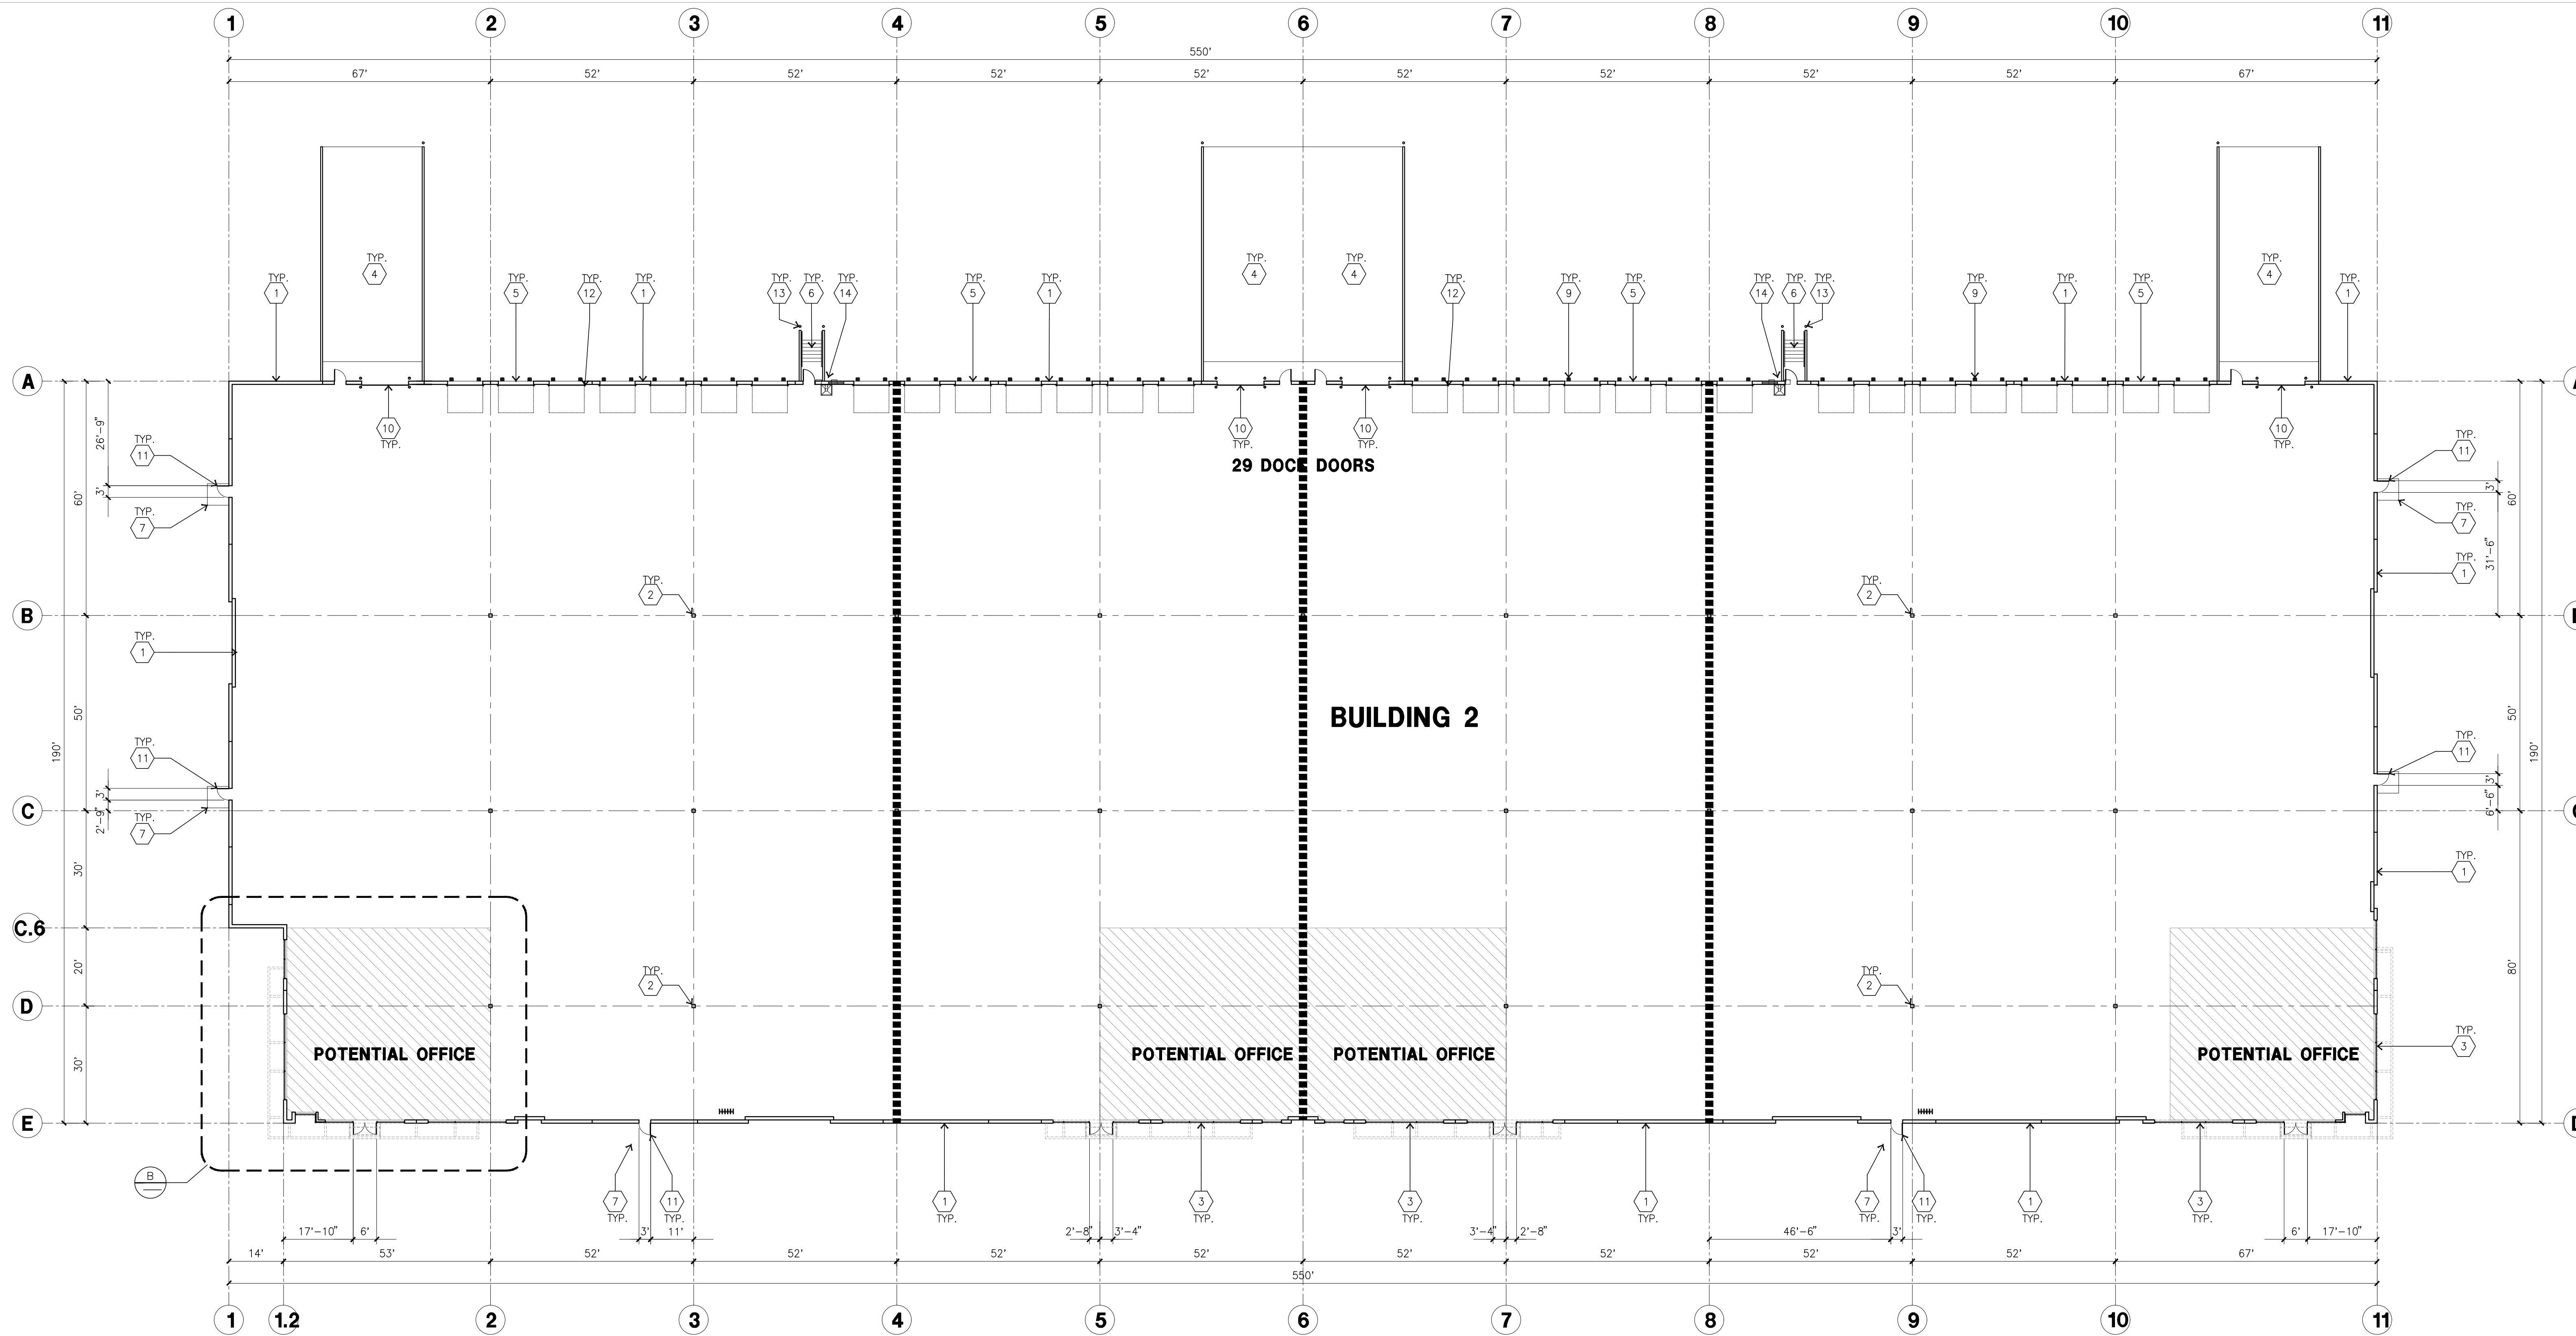 1 2 3 4 5 6 7 8 9 10 11
550'
67' 52' 52' 52' 52' 52' 52' 52' 52' 67'
TYP. 4
TYP. 4
TYP. 4
TYP. 4
TYP. 1
TYP. 5
TYP. 12
TYP. 1
TYP. 13
TYP. 6
TYP. 14
TYP. 5
TYP. 1
TYP. 12
TYP. 9
TYP. 5
TYP. 14
TYP. 6
TYP. 13
TYP. 9
TYP. 1
TYP. 5
TYP. 1
A
10 TYP.
10 TYP.
10 TYP.
10 TYP.
26'-9"
TYP. 11
29 DOCK DOORS
TYP. 11
3'
60'
3'
60'
TYP. 7
TYP. 7
31'-6"
TYP. 1
TYP. 2
TYP. 2
B
TYP. 1
50'
BUILDING 2
50'
190'
190'
TYP. 11
TYP. 11
3'
3'
C
2'-9"
TYP. 7
6'-6"
30'
TYP. 1
C.6
20'
80'
TYP. 2
TYP. 2
D
TYP. 3
30'
POTENTIAL OFFICE
POTENTIAL OFFICE
POTENTIAL OFFICE
POTENTIAL OFFICE
E
B
7 TYP.
11 TYP.
1 TYP.
3 TYP.
3 TYP.
1 TYP.
7 TYP.
11 TYP.
1 TYP.
3 TYP.
17'-10" 6' 3' 11' 2'-8" 3'-4" 3'-4" 2'-8" 46'-6" 3' 6' 17'-10"
14' 53' 52' 52' 52' 52' 52' 52' 52' 52' 67'
550'
1 1.2 2 3 4 5 6 7 8 9 10 11